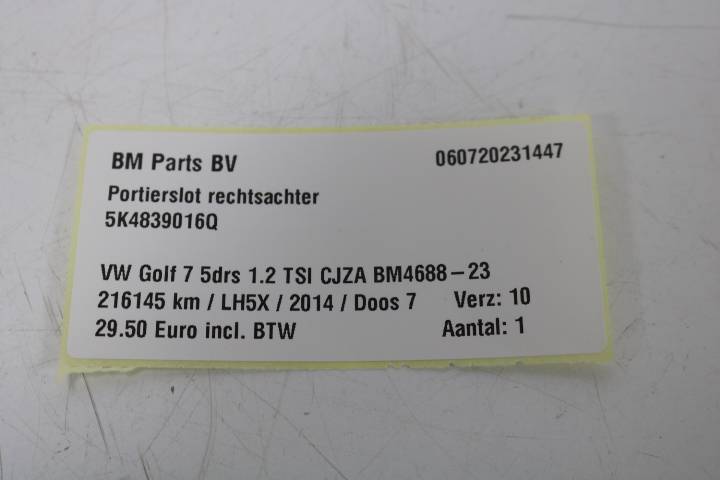 BM Parts BV 060720231447
Portierslot rechtsachter
5K4839016Q
VW Golf 7 5drs 1.2 TSI CJZA BM4688-23
216145 km / LH5X / 2014 / Doos 7 Verz: 10
29.50 Euro incl. BTW Aantal: 1